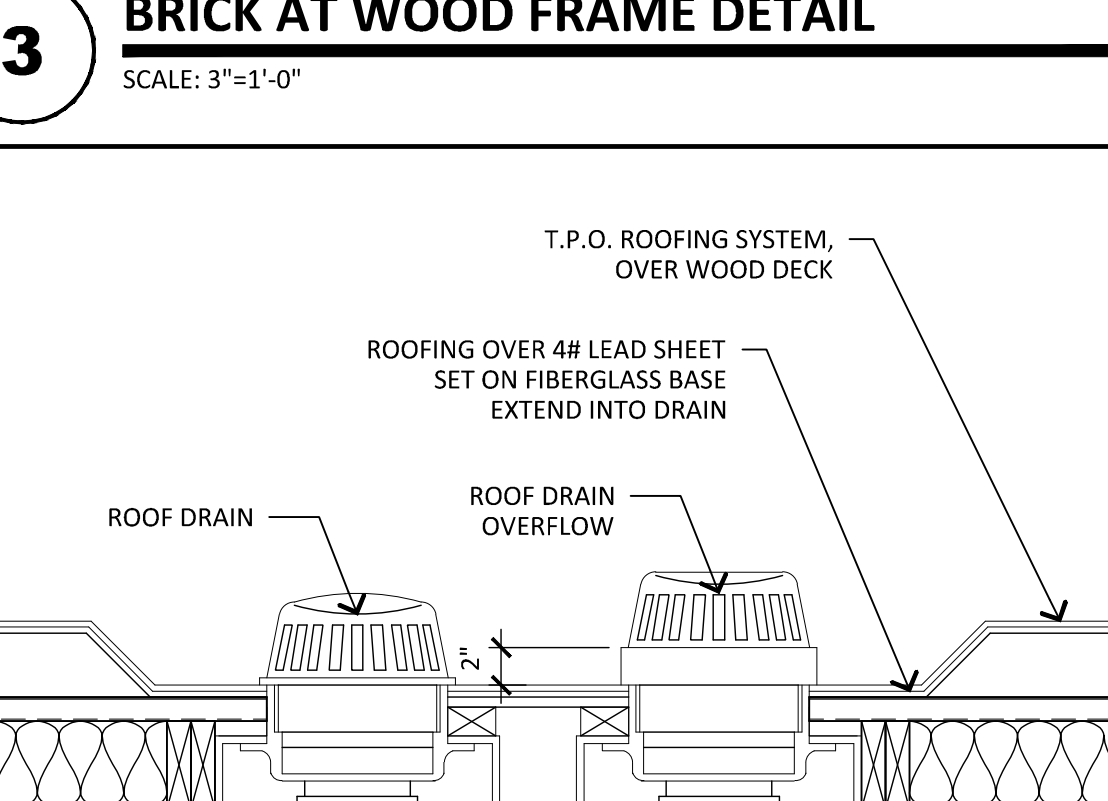 3
BRICK AT WOOD FRAME DETAIL
SCALE: 3"=1'-0"
T.P.O. ROOFING SYSTEM,
OVER WOOD DECK
ROOFING OVER 4# LEAD SHEET
SET ON FIBERGLASS BASE
EXTEND INTO DRAIN
ROOF DRAIN
OVERFLOW
ROOF DRAIN
2"